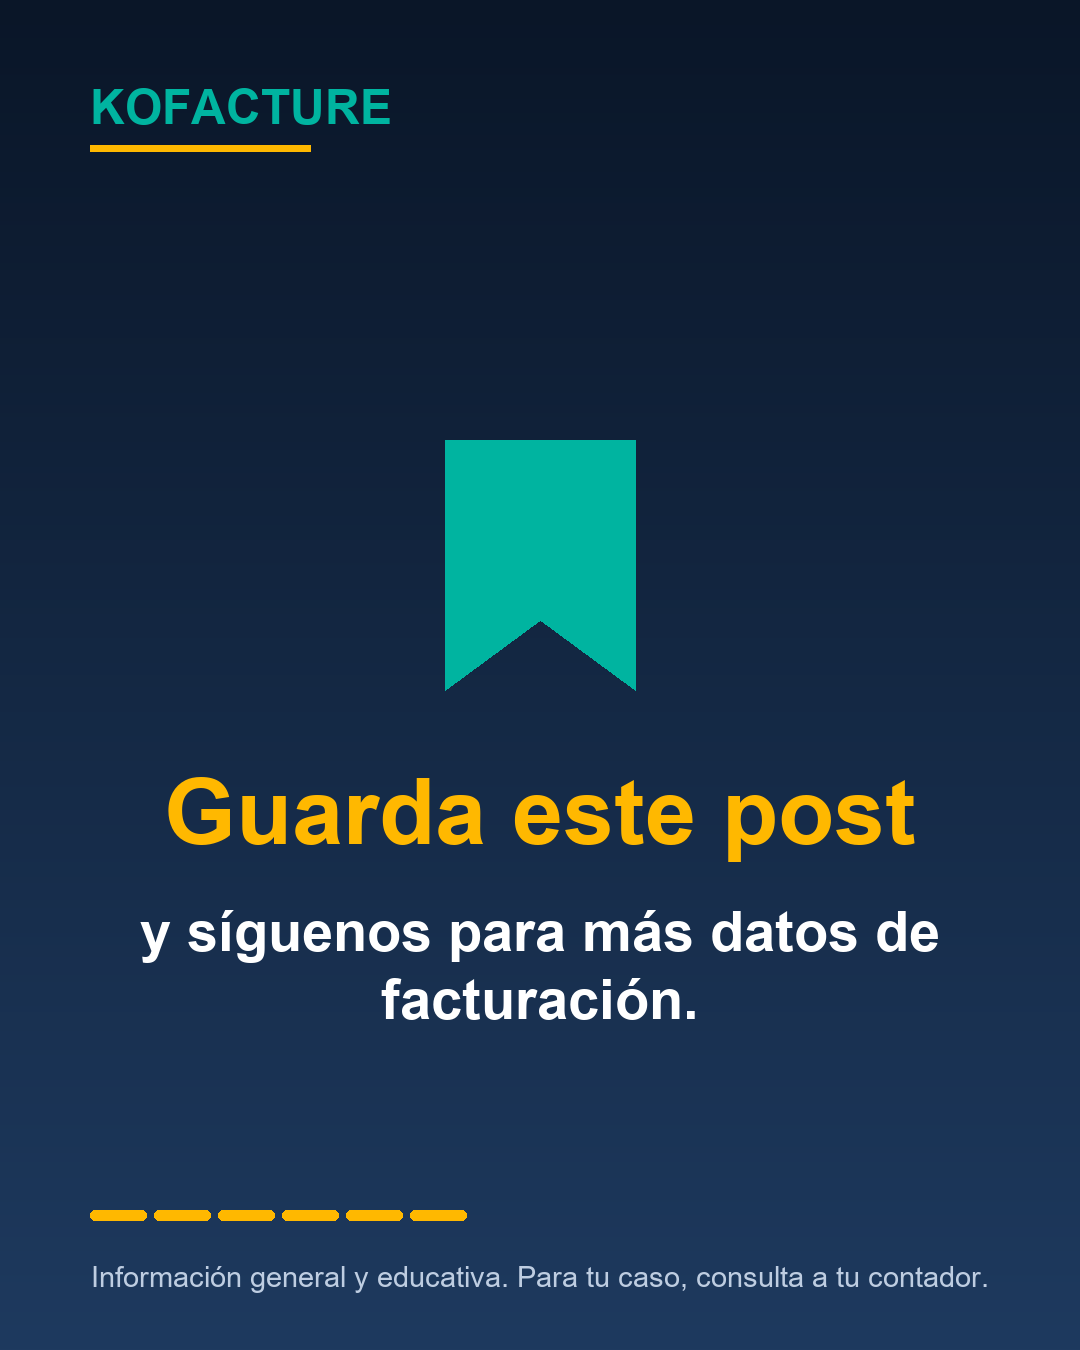 KOFACTURE
Guarda este post
y síguenos para más datos de
facturación.
Información general y educativa. Para tu caso, consulta a tu contador.